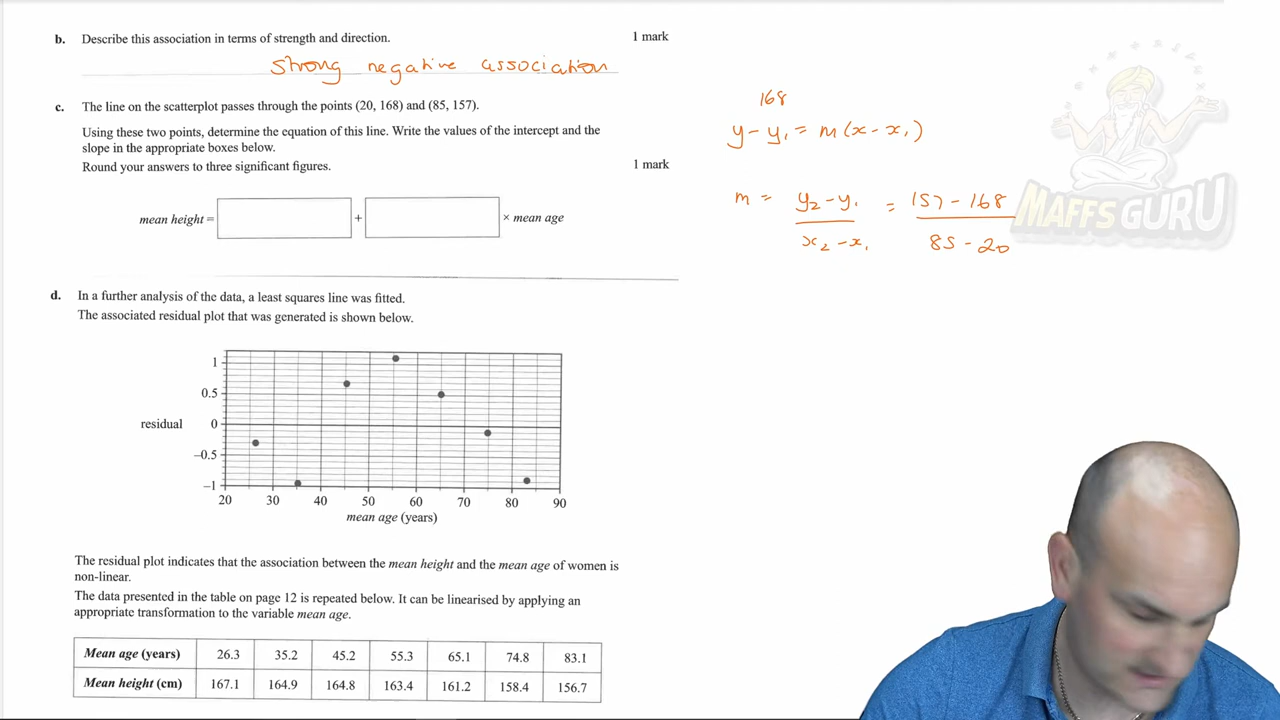 b. Describe this association in terms of strength and direction. 1 mark
strong negative association
c. The line on the scatterplot passes through the points (20, 168) and (85, 157).
Using these two points, determine the equation of this line. Write the values of the intercept and the
slope in the appropriate boxes below.
Round your answers to three significant figures. 1 mark
mean height = + × mean age
168
y - y₁ = m(x - x₁)
m = y₂ - y₁ = 157 - 168
x₂ - x₁ 85 - 20
MAFFS GURU
d. In a further analysis of the data, a least squares line was fitted.
The associated residual plot that was generated is shown below.
1
0.5
residual 0
–0.5
–1
20 30 40 50 60 70 80 90
mean age (years)
The residual plot indicates that the association between the mean height and the mean age of women is
non-linear.
The data presented in the table on page 12 is repeated below. It can be linearised by applying an
appropriate transformation to the variable mean age.
Mean age (years) 26.3 35.2 45.2 55.3 65.1 74.8 83.1
Mean height (cm) 167.1 164.9 164.8 163.4 161.2 158.4 156.7